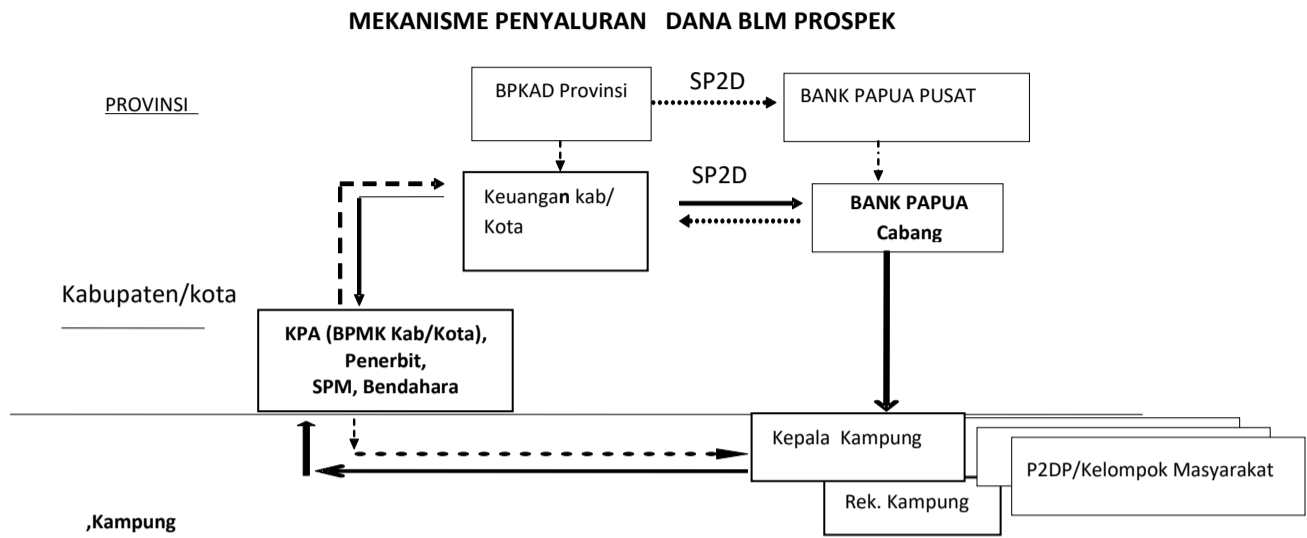 MEKANISME PENYALURAN DANA BLM PROSPEK
PROVINSI
BPKAD Provinsi
SP2D
BANK PAPUA PUSAT
Keuangan kab/
Kota
SP2D
BANK PAPUA
Cabang
Kabupaten/kota
KPA (BPMK Kab/Kota),
Penerbit,
SPM, Bendahara
Kepala Kampung
P2DP/Kelompok Masyarakat
Rek. Kampung
,Kampung